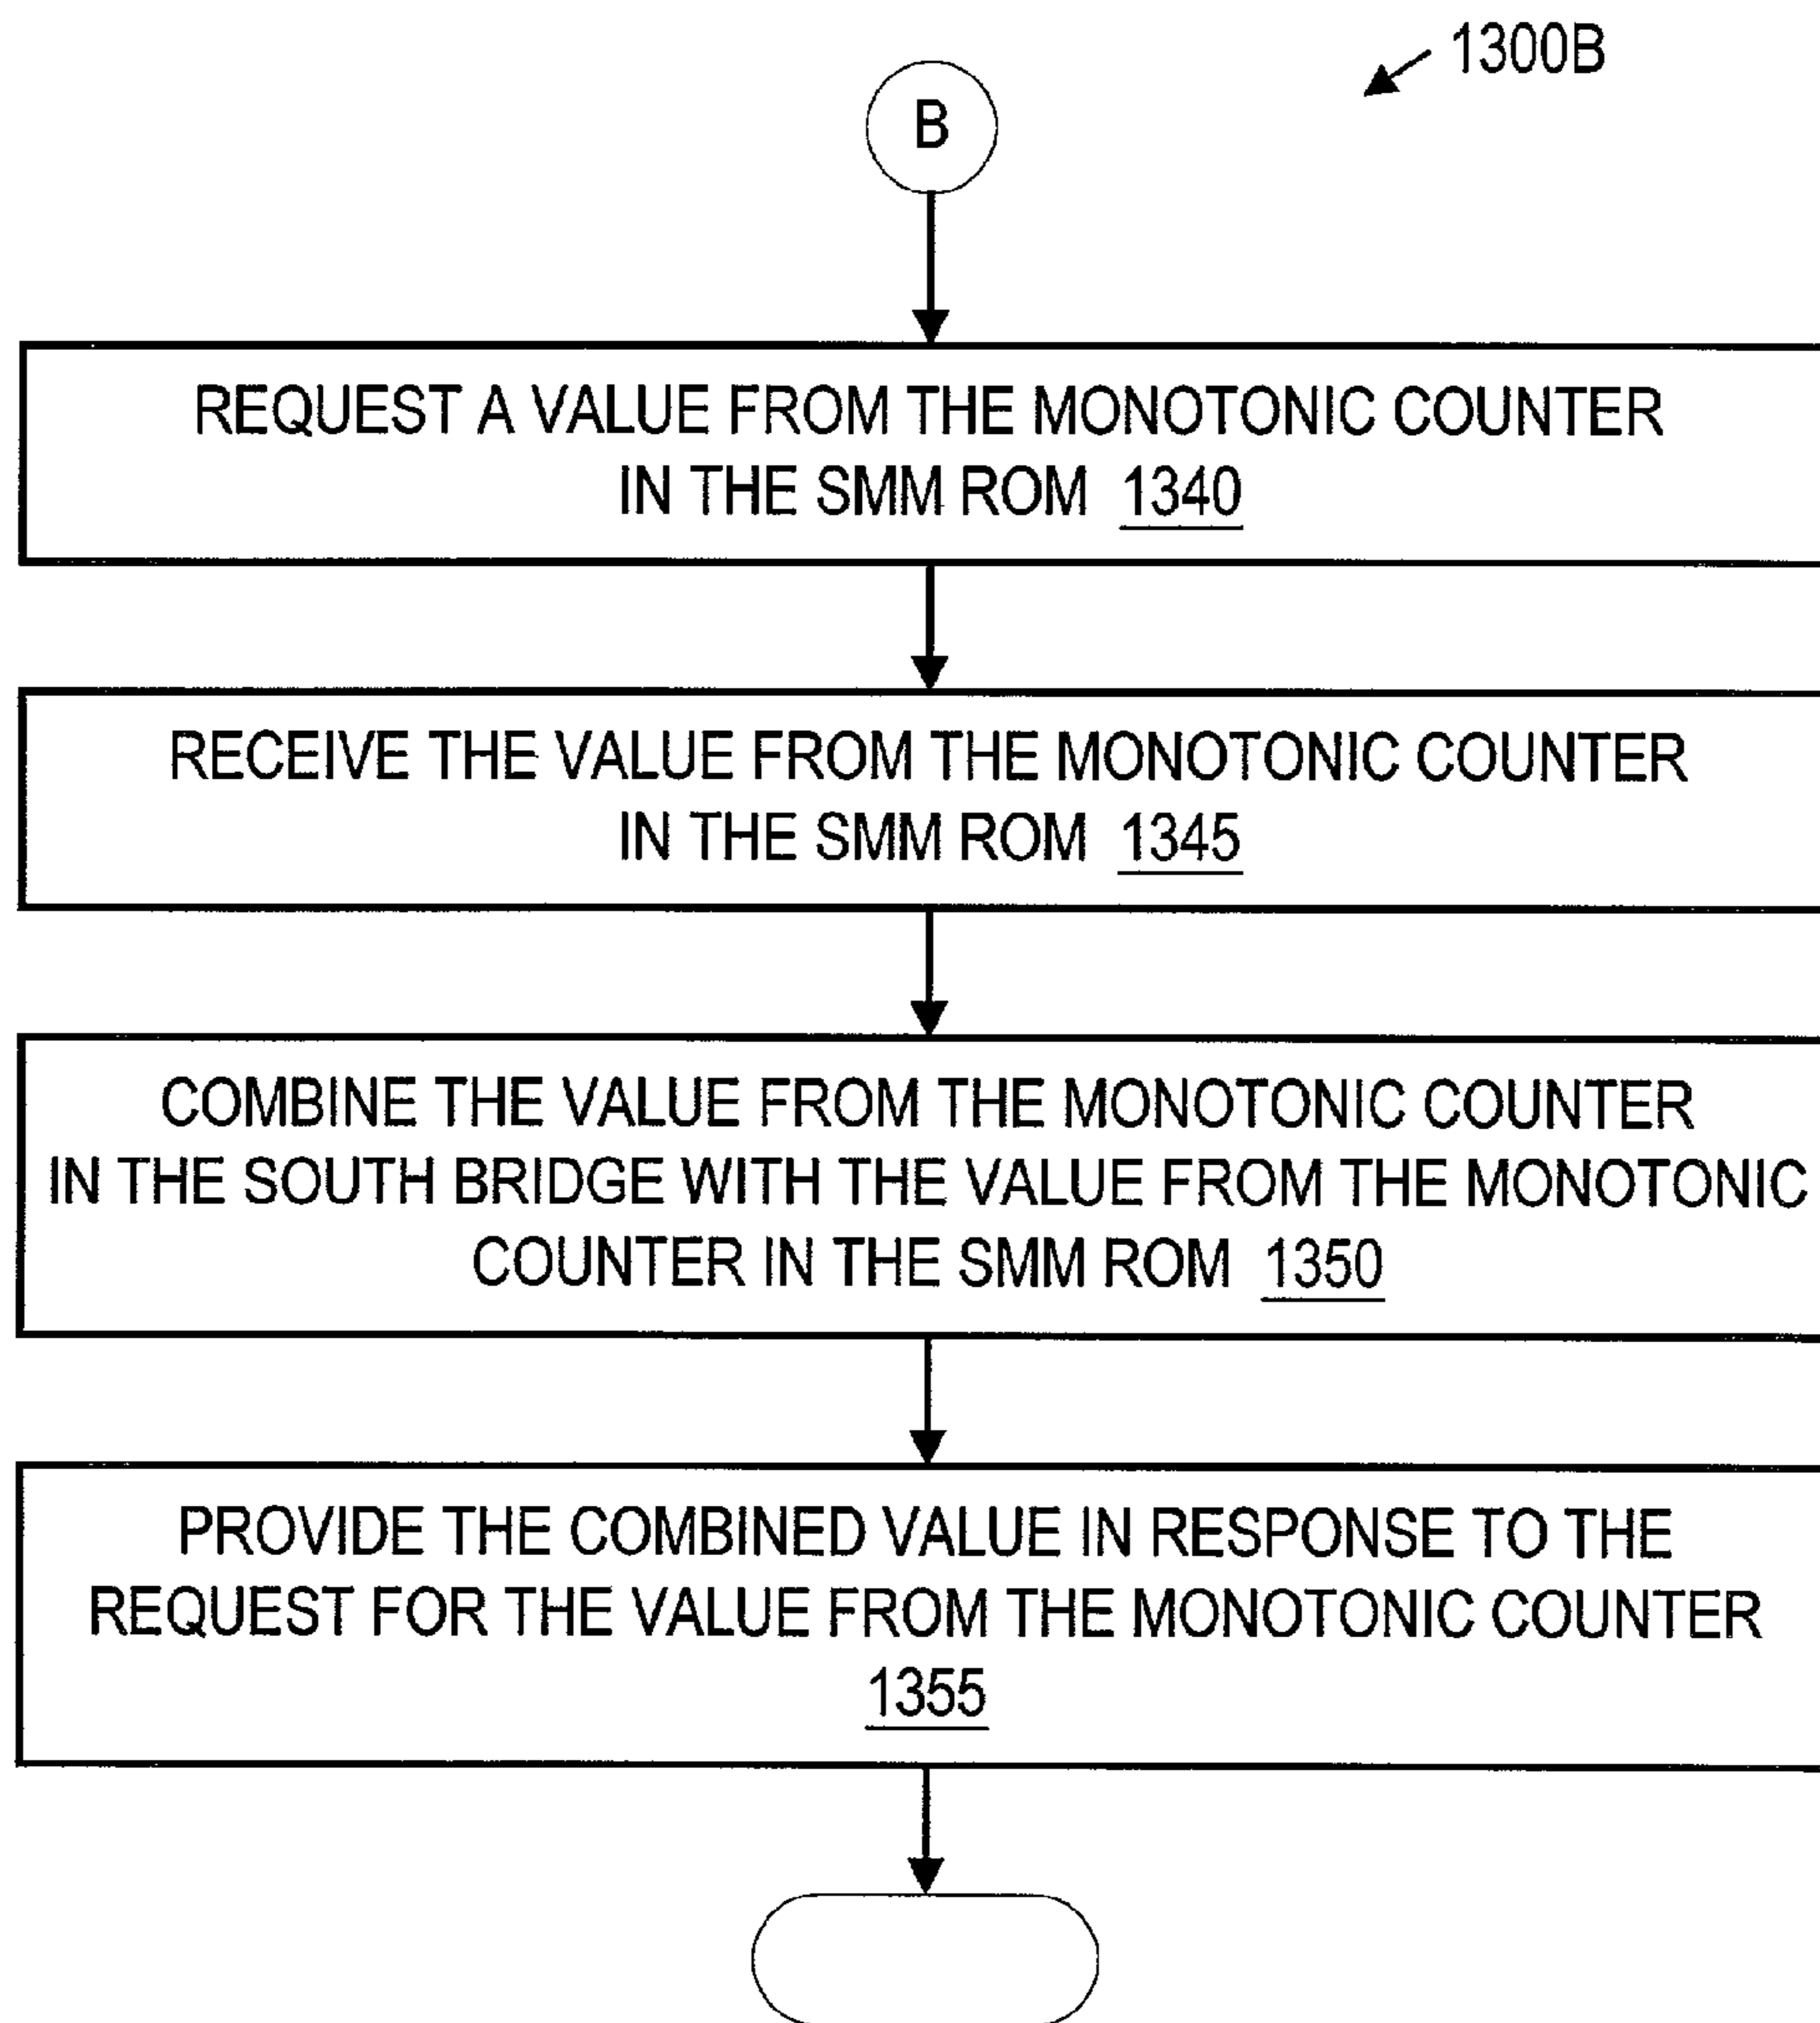 1300B
B
REQUEST A VALUE FROM THE MONOTONIC COUNTER
IN THE SMM ROM 1340
RECEIVE THE VALUE FROM THE MONOTONIC COUNTER
IN THE SMM ROM 1345
COMBINE THE VALUE FROM THE MONOTONIC COUNTER
IN THE SOUTH BRIDGE WITH THE VALUE FROM THE MONOTONIC
COUNTER IN THE SMM ROM 1350
PROVIDE THE COMBINED VALUE IN RESPONSE TO THE
REQUEST FOR THE VALUE FROM THE MONOTONIC COUNTER
1355